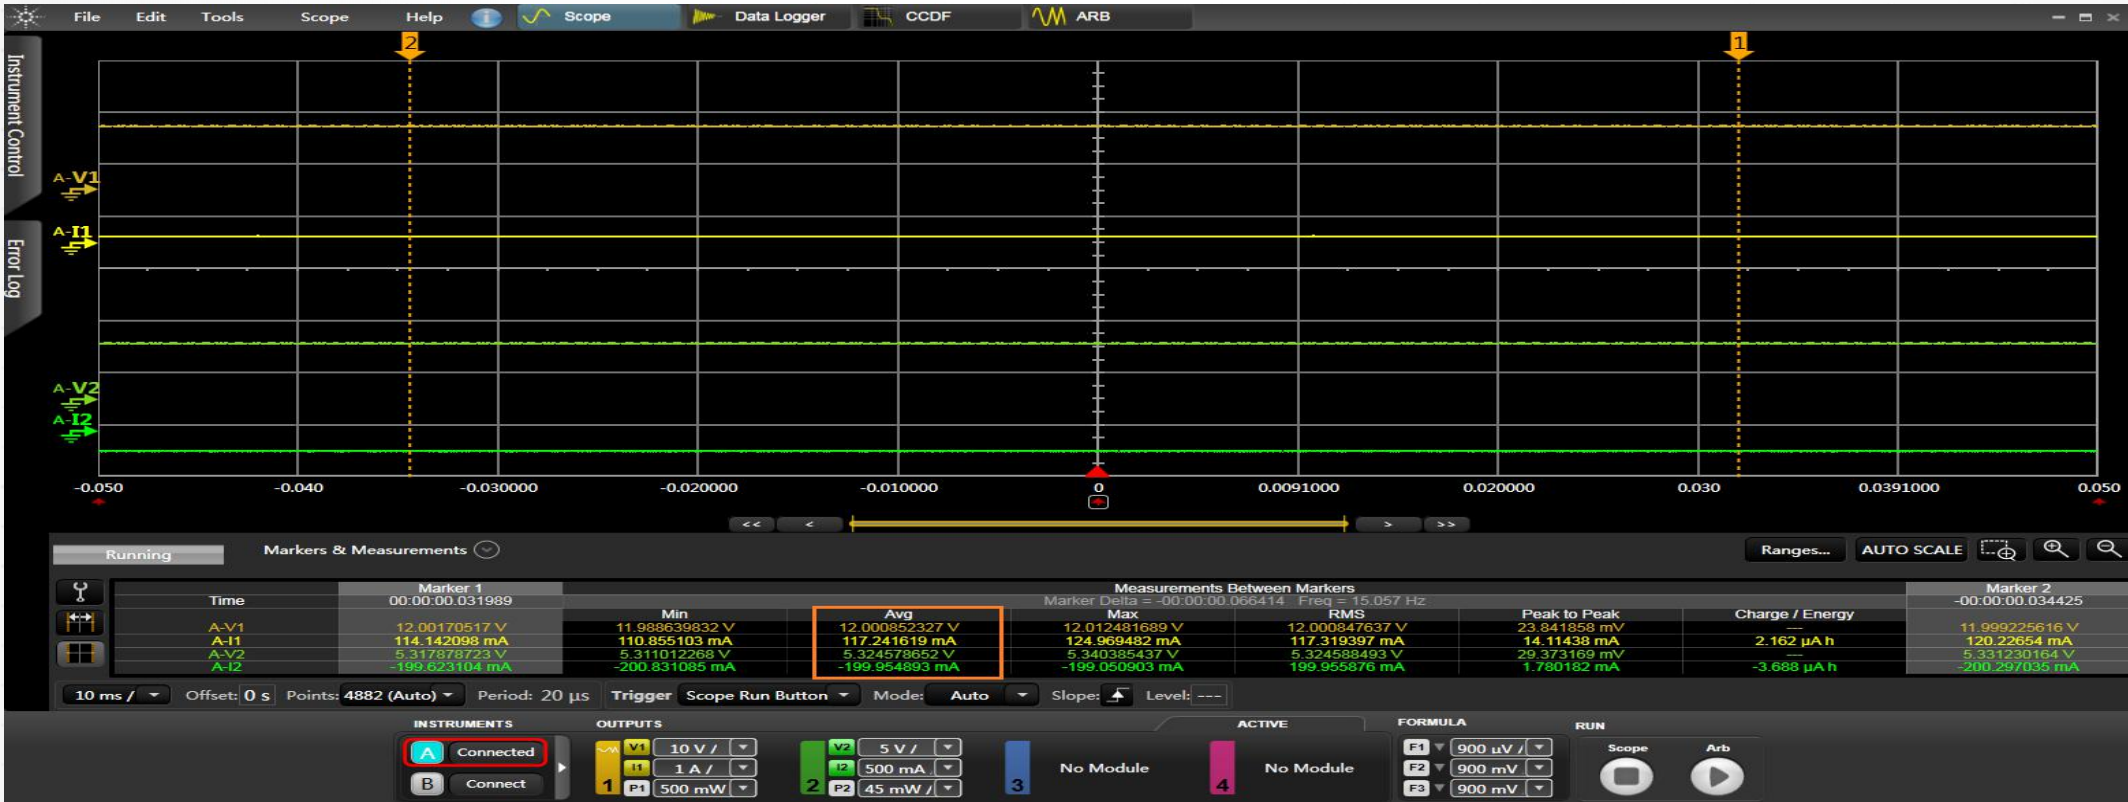 File Edit Tools Scope Help i Scope Data Logger CCDF ARB
Instrument Control
Error Log
2 1
A-V1
A-I1
A-V2
A-I2
-0.050 -0.040 -0.030000 -0.020000 -0.010000 0 0.0091000 0.020000 0.030 0.0391000 0.050
<< < > >>
Running Markers & Measurements Ranges... AUTO SCALE
Marker 1 Measurements Between Markers Marker 2
Time 00:00:00.031989 Marker Delta = -00:00:00.066414 Freq = 15.057 Hz -00:00:00.034425
Min Avg Max RMS Peak to Peak Charge / Energy
A-V1 12.00170517 V 11.988639832 V 12.000852327 V 12.012481689 V 12.000847637 V 23.841858 mV --- 11.999225616 V
A-I1 114.142098 mA 110.855103 mA 117.241619 mA 124.969482 mA 117.319397 mA 14.11438 mA 2.162 µA h 120.22654 mA
A-V2 5.317878723 V 5.311012268 V 5.324578652 V 5.340385437 V 5.324588493 V 29.373169 mV --- 5.331230164 V
A-I2 -199.623104 mA -200.831085 mA -199.954893 mA -199.050903 mA 199.955876 mA 1.780182 mA -3.688 µA h -200.297035 mA
10 ms / Offset: 0 s Points: 4882 (Auto) Period: 20 µs Trigger Scope Run Button Mode: Auto Slope: Level: ---
INSTRUMENTS OUTPUTS ACTIVE FORMULA RUN
A Connected V1 10 V / V2 5 V / F1 900 µV / Scope Arb
I1 1 A / I2 500 mA / No Module No Module F2 900 mV /
B Connect 1 P1 500 mW 2 P2 45 mW / 3 4 F3 900 mV /